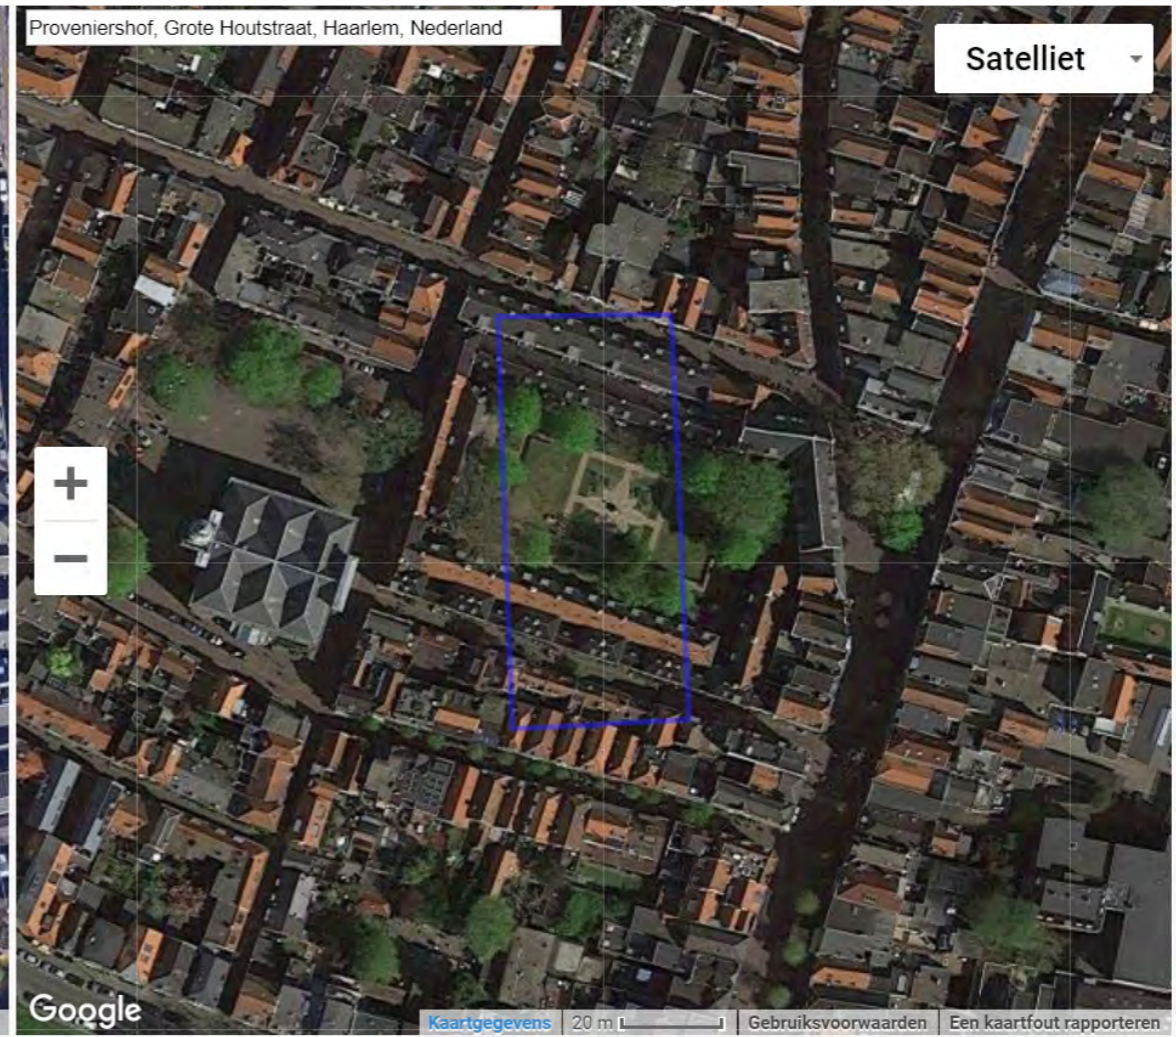 Proveniershof, Grote Houtstraat, Haarlem, Nederland
Satelliet
+
−
Google
Kaartgegevens 20 m Gebruiksvoorwaarden Een kaartfout rapporteren